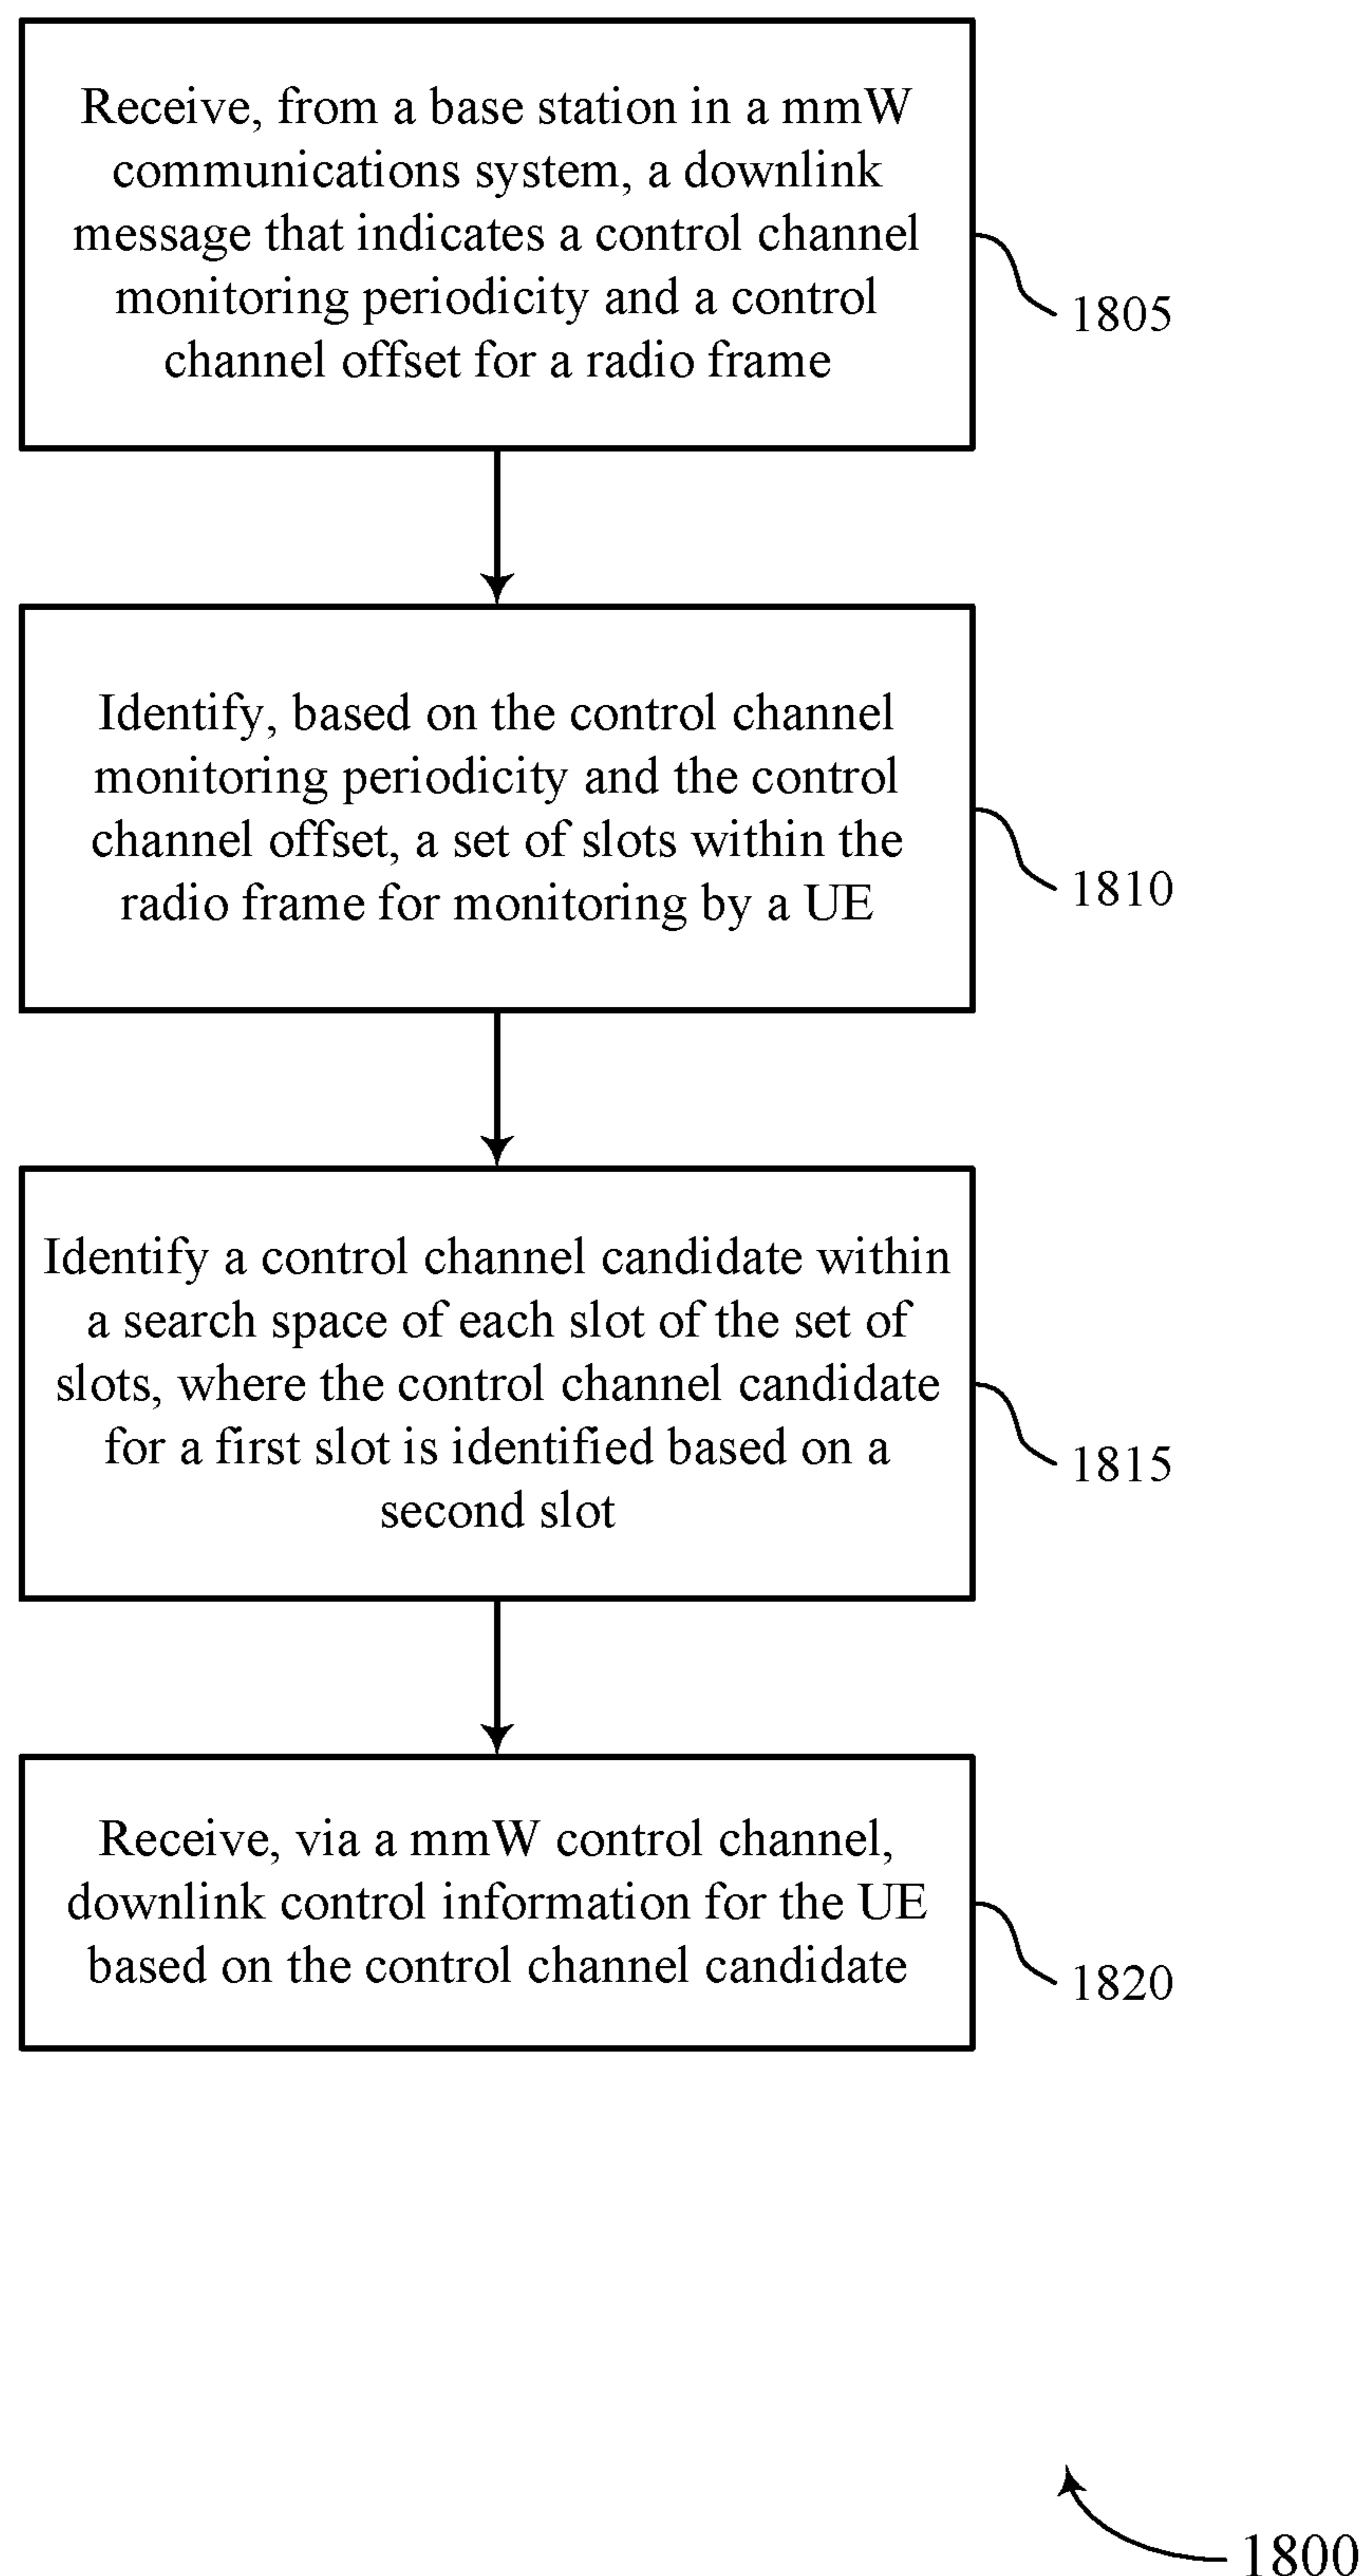 Receive, from a base station in a mmW
communications system, a downlink
message that indicates a control channel
monitoring periodicity and a control
channel offset for a radio frame
1805
Identify, based on the control channel
monitoring periodicity and the control
channel offset, a set of slots within the
radio frame for monitoring by a UE
1810
Identify a control channel candidate within
a search space of each slot of the set of
slots, where the control channel candidate
for a first slot is identified based on a
second slot
1815
Receive, via a mmW control channel,
downlink control information for the UE
based on the control channel candidate
1820
1800